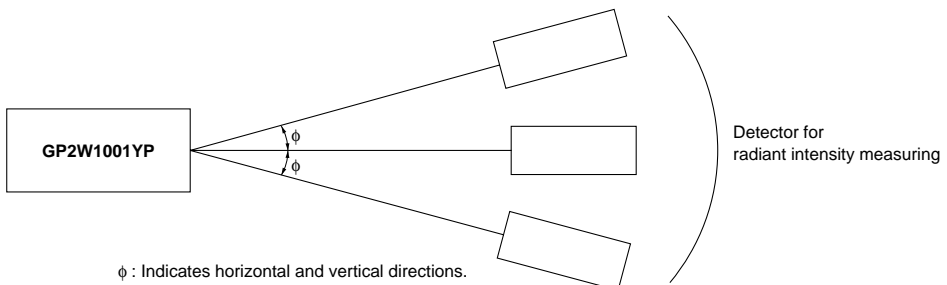 GP2W1001YP
ϕ
ϕ
Detector for
radiant intensity measuring
ϕ : Indicates horizontal and vertical directions.